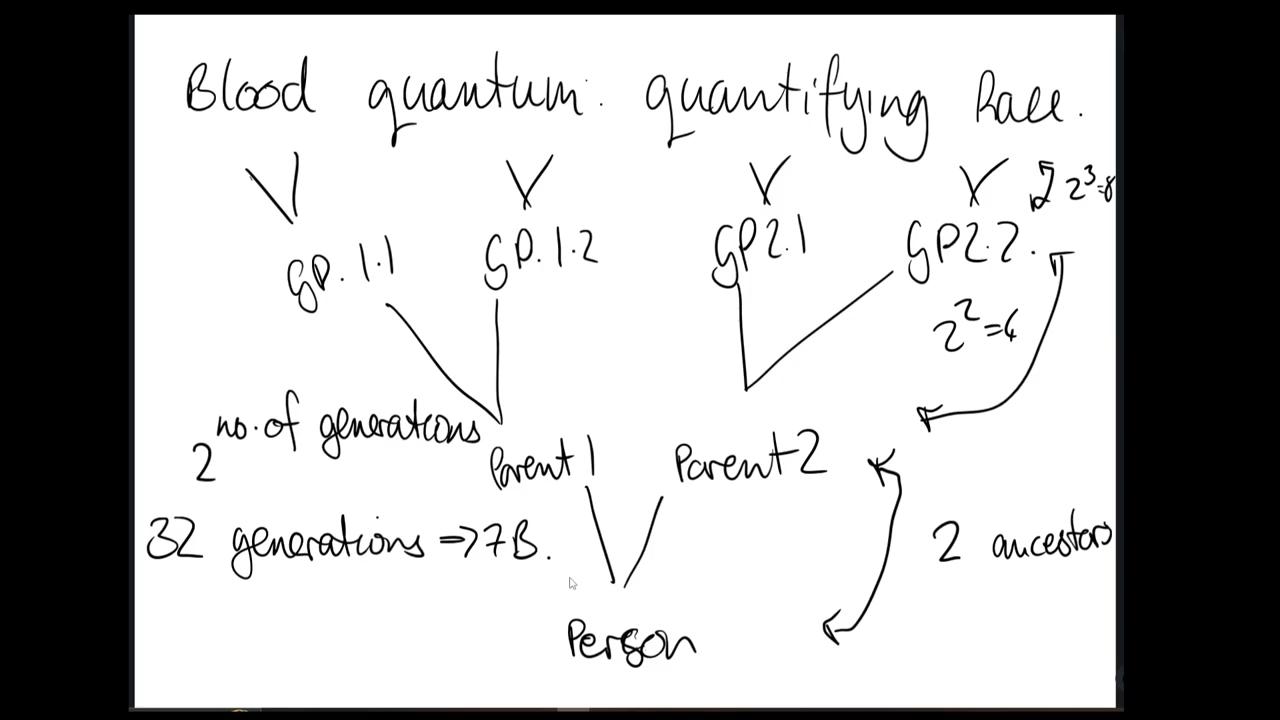 Blood quantum: quantifying Race.
2³=8
GP. 1.1 GP. 1.2 GP2.1 GP2.2.
2²=4
2^no. of generations
Parent 1 Parent 2
32 generations => 7B.
2 ancestors
Person